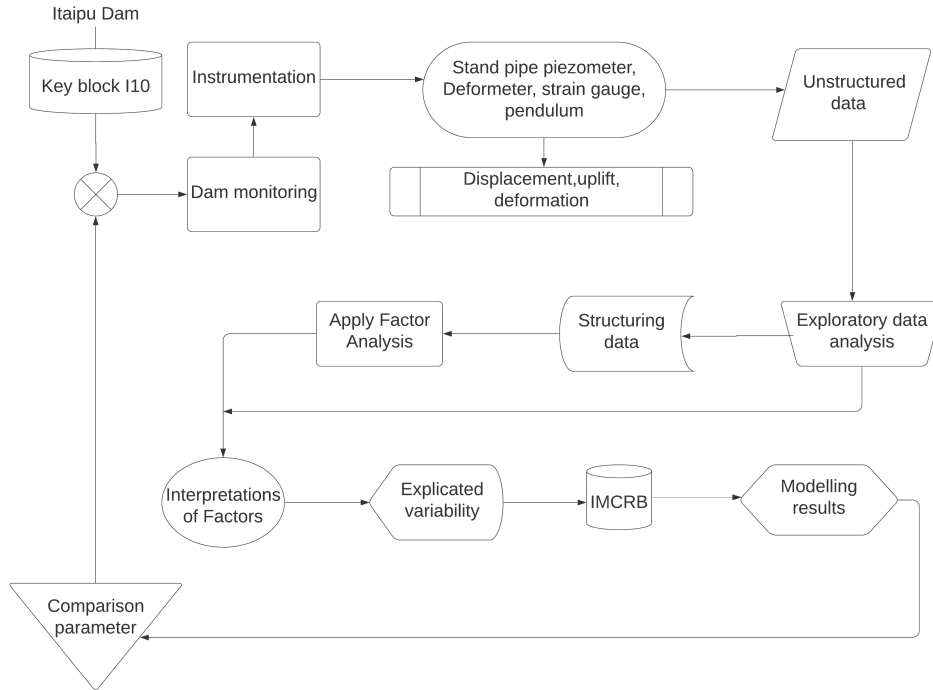 Itaipu Dam
Key block I10
Instrumentation
Dam monitoring
Stand pipe piezometer,
Deformeter, strain gauge,
pendulum
Displacement,uplift,
deformation
Unstructured
data
Exploratory data
analysis
Structuring
data
Apply Factor
Analysis
Interpretations
of Factors
Explicated
variability
IMCRB
Modelling
results
Comparison
parameter